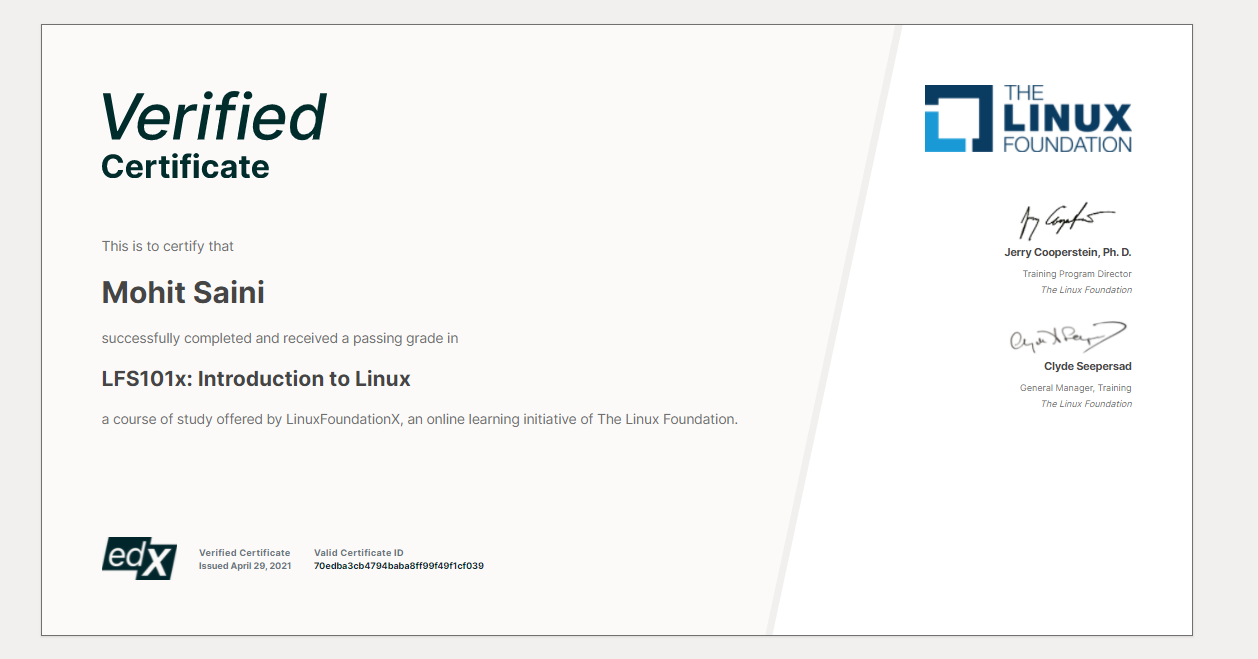 Verified
Certificate
This is to certify that
Mohit Saini
successfully completed and received a passing grade in
LFS101x: Introduction to Linux
a course of study offered by LinuxFoundationX, an online learning initiative of The Linux Foundation.
edX
Verified Certificate
Issued April 29, 2021
Valid Certificate ID
70edba3cb4794baba8ff99f49f1cf039
THE
LINUX
FOUNDATION
Jerry Cooperstein, Ph. D.
Training Program Director
The Linux Foundation
Clyde Seepersad
General Manager, Training
The Linux Foundation